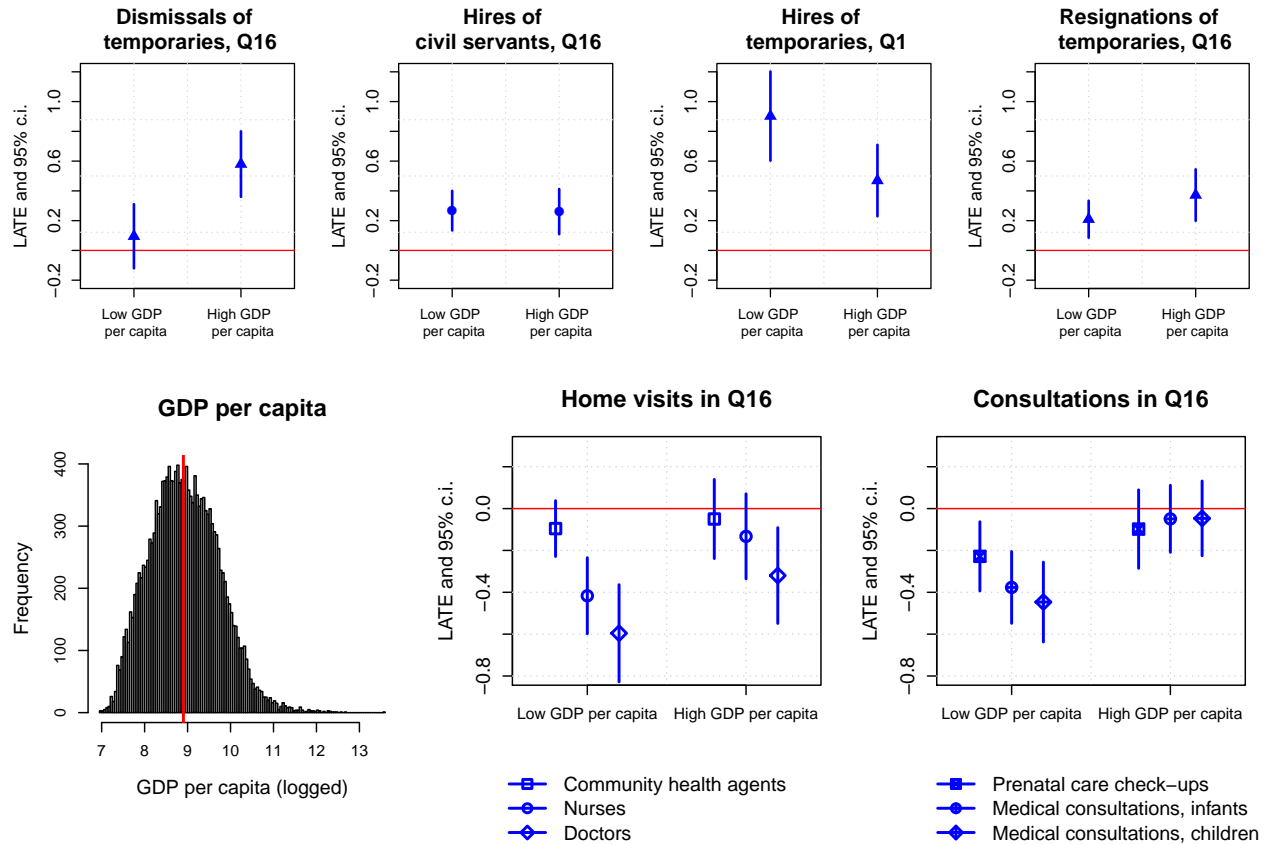 Dismissals of
temporaries, Q16
LATE and 95% c.i.
−0.2 0.2 0.6 1.0
Low GDP
per capita
High GDP
per capita
Hires of
civil servants, Q16
LATE and 95% c.i.
−0.2 0.2 0.6 1.0
Low GDP
per capita
High GDP
per capita
Hires of
temporaries, Q1
LATE and 95% c.i.
−0.2 0.2 0.6 1.0
Low GDP
per capita
High GDP
per capita
Resignations of
temporaries, Q16
LATE and 95% c.i.
−0.2 0.2 0.6 1.0
Low GDP
per capita
High GDP
per capita
GDP per capita
Frequency
0 100 200 300 400
7 8 9 10 11 12 13
GDP per capita (logged)
Home visits in Q16
LATE and 95% c.i.
−0.8 −0.4 0.0
Low GDP per capita
High GDP per capita
Community health agents
Nurses
Doctors
Consultations in Q16
LATE and 95% c.i.
−0.8 −0.4 0.0
Low GDP per capita
High GDP per capita
Prenatal care check−ups
Medical consultations, infants
Medical consultations, children